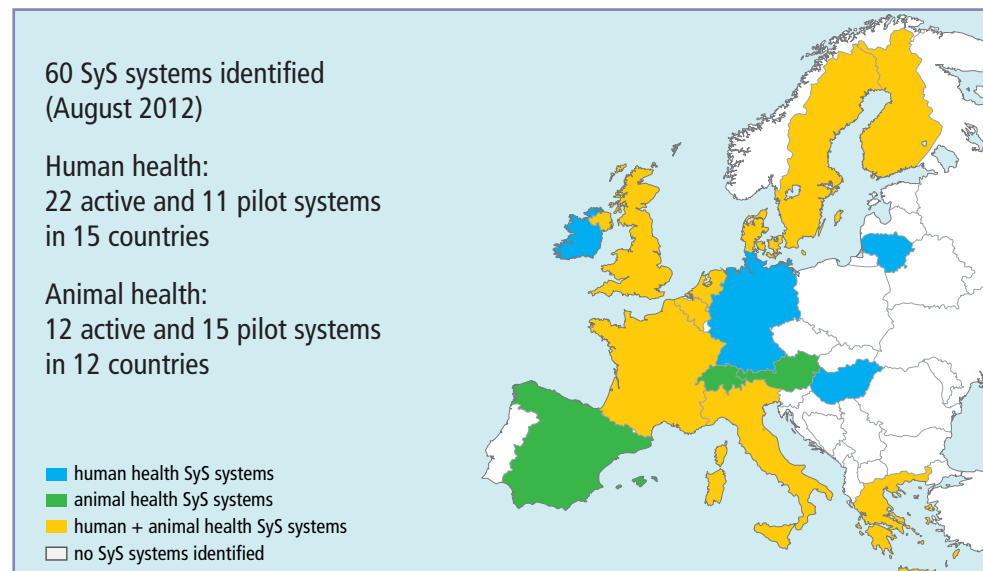 60 SyS systems identified
(August 2012)
Human health:
22 active and 11 pilot systems
in 15 countries
Animal health:
12 active and 15 pilot systems
in 12 countries
human health SyS systems
animal health SyS systems
human + animal health SyS systems
no SyS systems identified